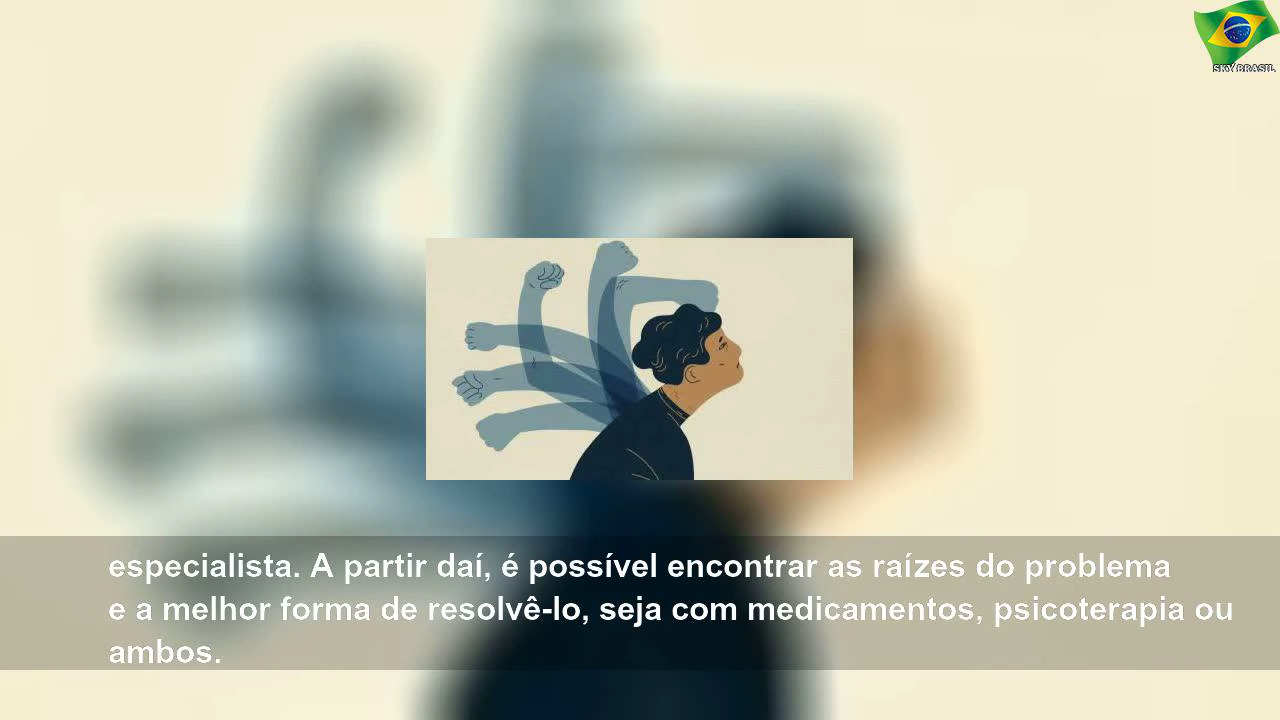 SKY BRASIL
especialista. A partir daí, é possível encontrar as raízes do problema
e a melhor forma de resolvê-lo, seja com medicamentos, psicoterapia ou
ambos.